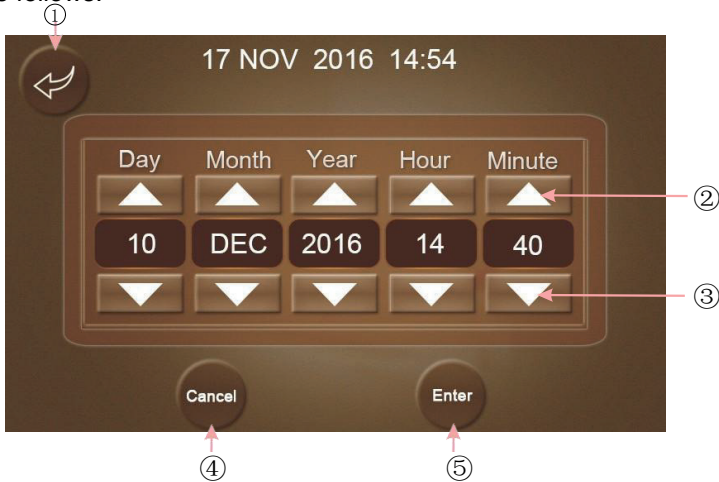 ①
17 NOV 2016 14:54
Day Month Year Hour Minute
②
10 DEC 2016 14 40
③
Cancel Enter
④ ⑤